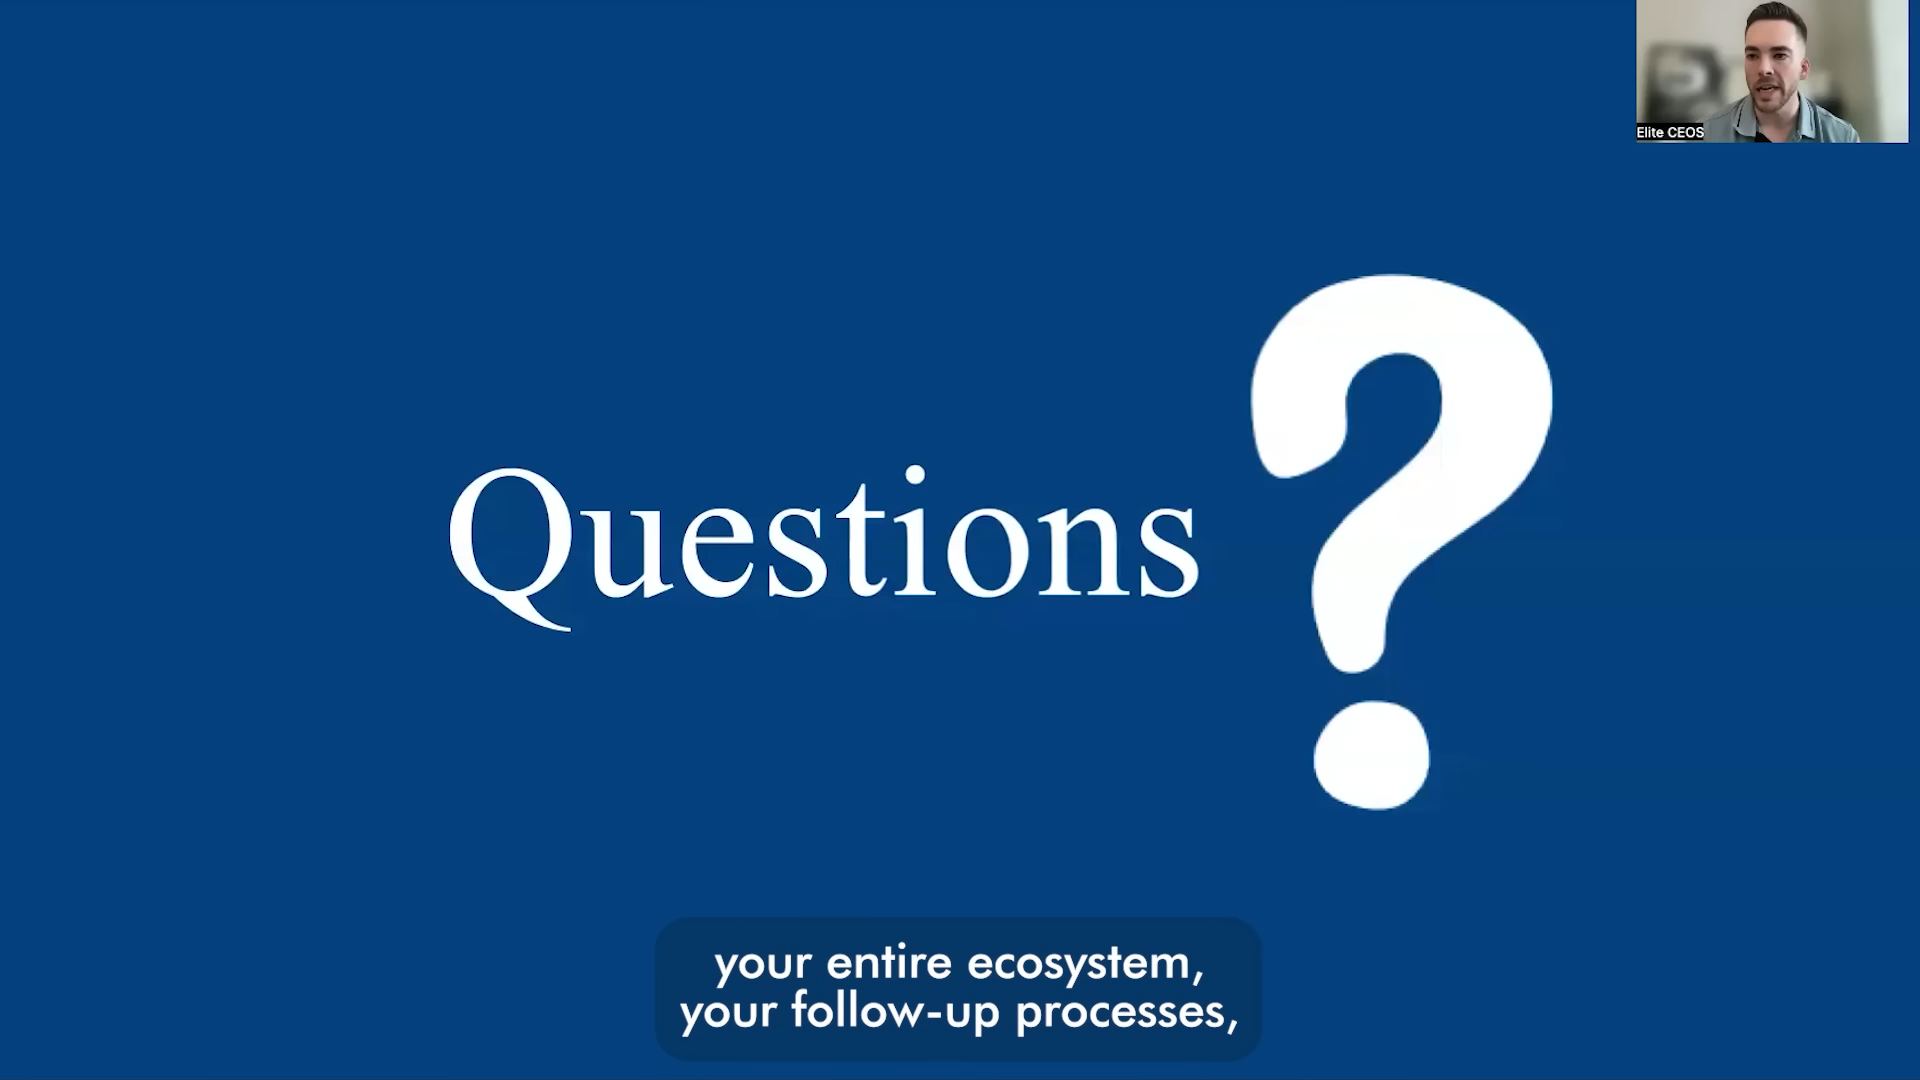 Elite CEOS
Questions ?
your entire ecosystem,
your follow-up processes,